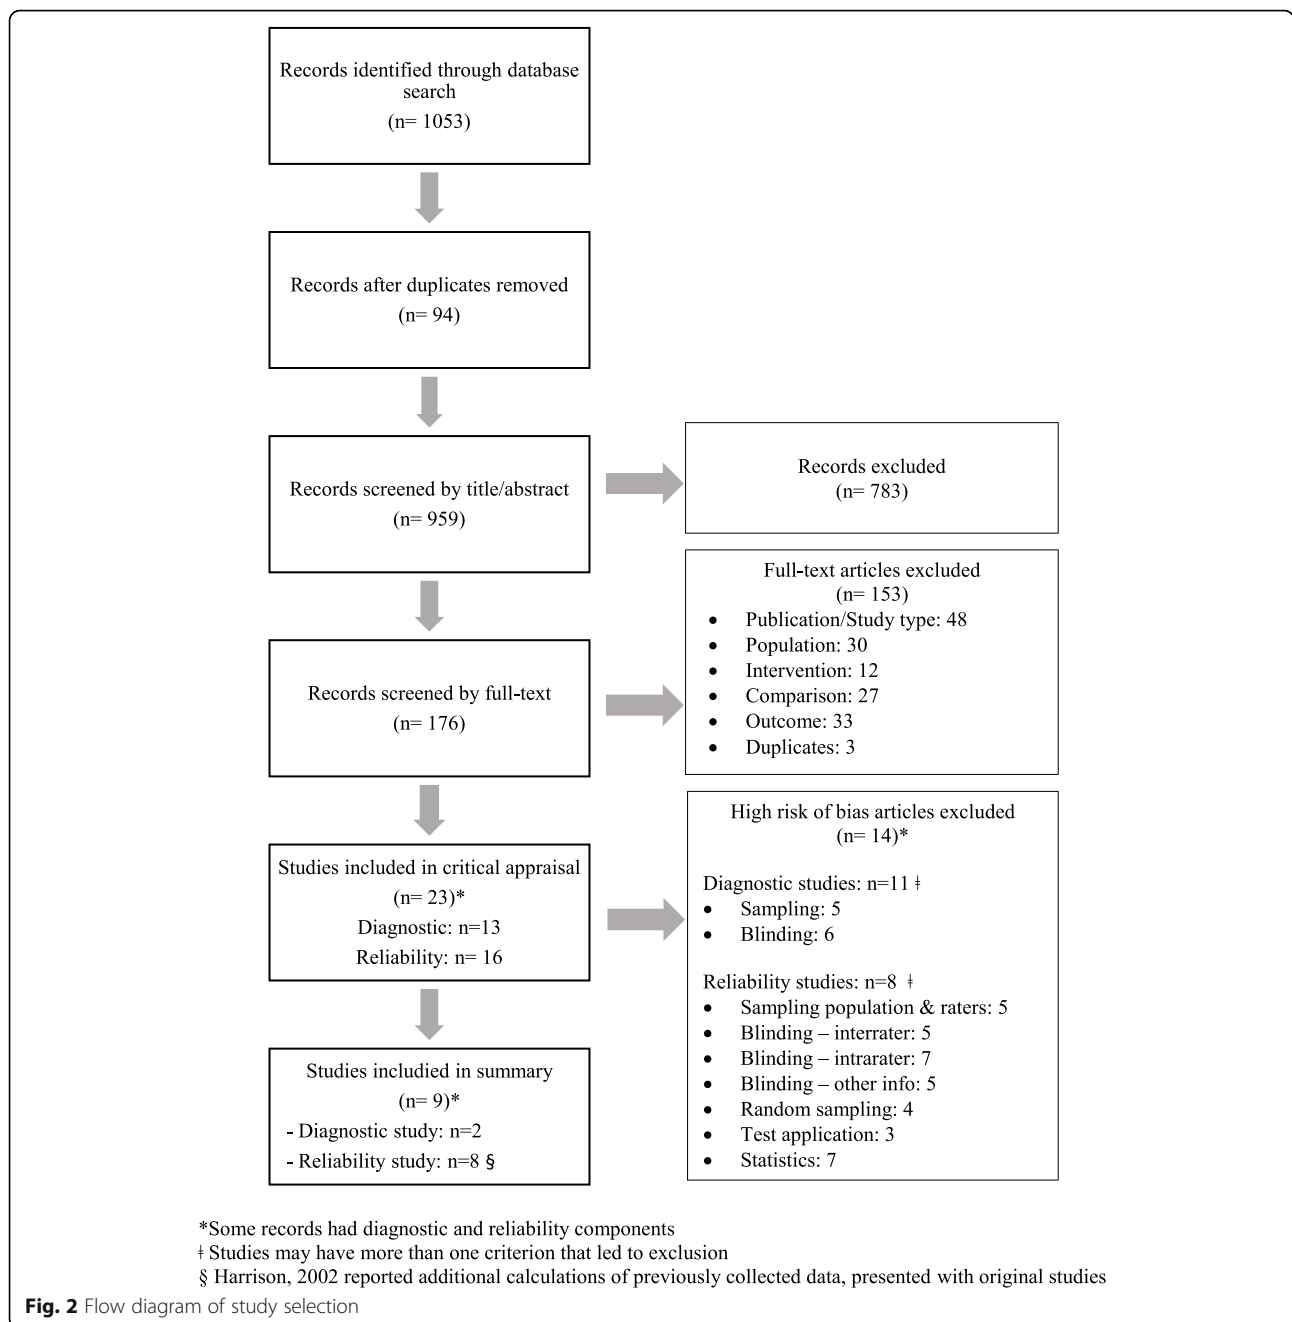 Records identified through database
search
(n= 1053)
Records after duplicates removed
(n= 94)
Records screened by title/abstract
(n= 959)
Records excluded
(n= 783)
Records screened by full-text
(n= 176)
Full-text articles excluded
(n= 153)
• Publication/Study type: 48
• Population: 30
• Intervention: 12
• Comparison: 27
• Outcome: 33
• Duplicates: 3
Studies included in critical appraisal
(n= 23)*
Diagnostic: n=13
Reliability: n= 16
High risk of bias articles excluded
(n= 14)*
Diagnostic studies: n=11 ǂ
• Sampling: 5
• Blinding: 6
Reliability studies: n=8 ǂ
• Sampling population & raters: 5
• Blinding – interrater: 5
• Blinding – intrarater: 7
• Blinding – other info: 5
• Random sampling: 4
• Test application: 3
• Statistics: 7
Studies includied in summary
(n= 9)*
- Diagnostic study: n=2
- Reliability study: n=8 §
*Some records had diagnostic and reliability components
ǂ Studies may have more than one criterion that led to exclusion
§ Harrison, 2002 reported additional calculations of previously collected data, presented with original studies
Fig. 2 Flow diagram of study selection